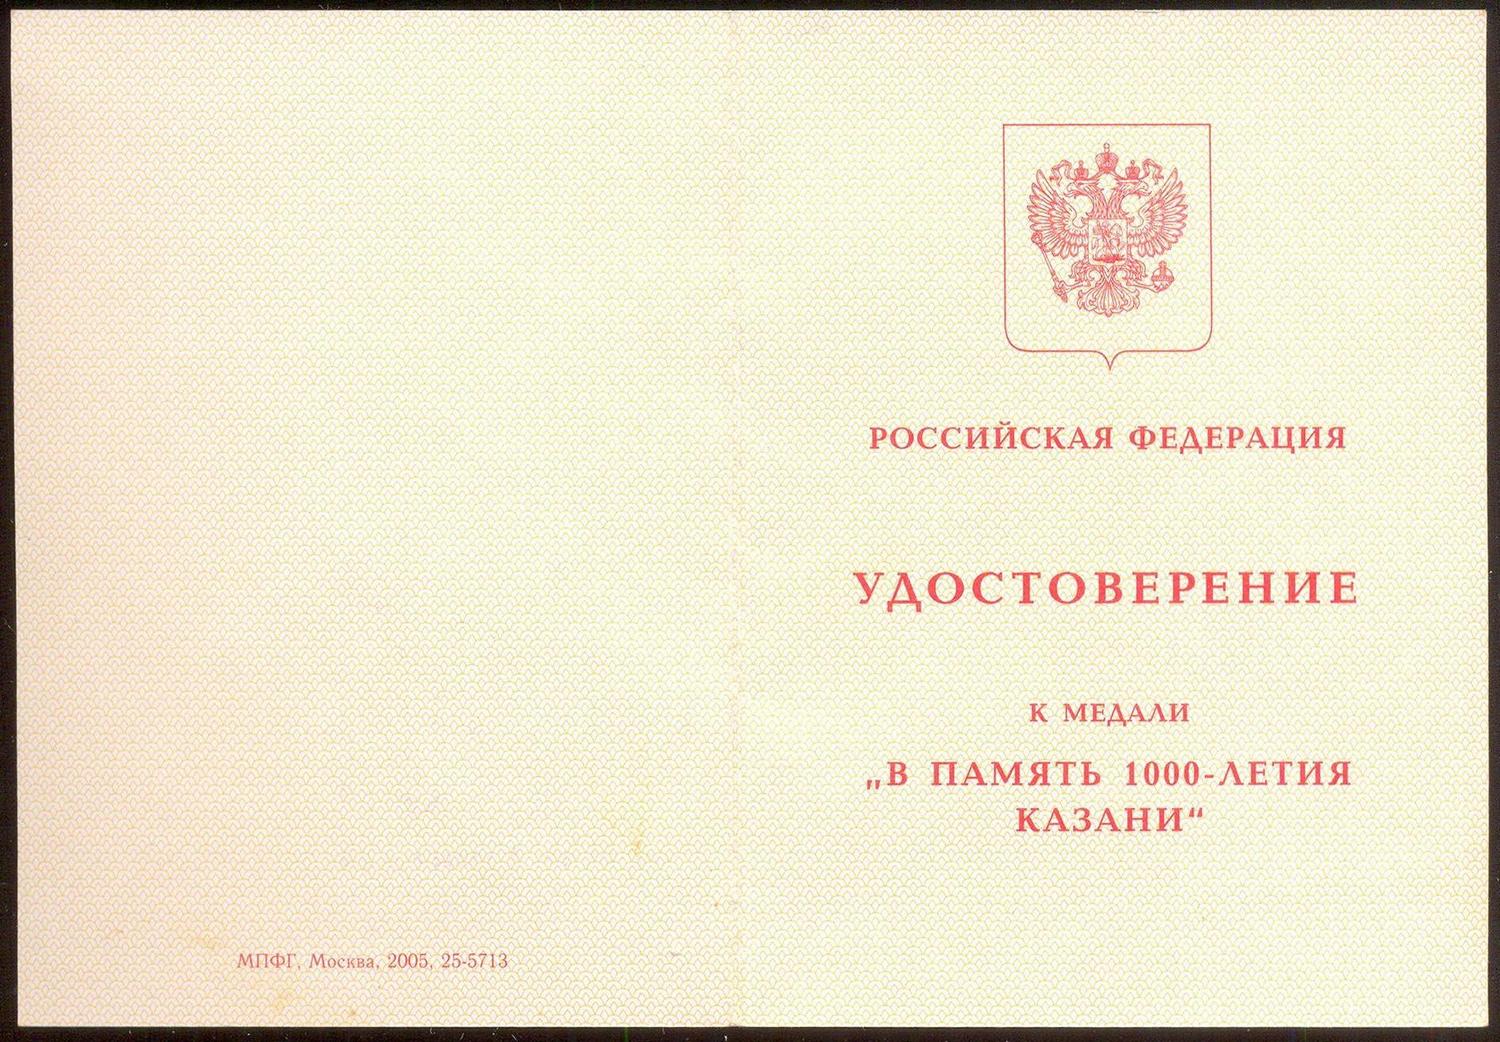 РОССИЙСКАЯ ФЕДЕРАЦИЯ
УДОСТОВЕРЕНИЕ
К МЕДАЛИ
„В ПАМЯТЬ 1000-ЛЕТИЯ
КАЗАНИ“
МПФГ, Москва, 2005, 25-5713